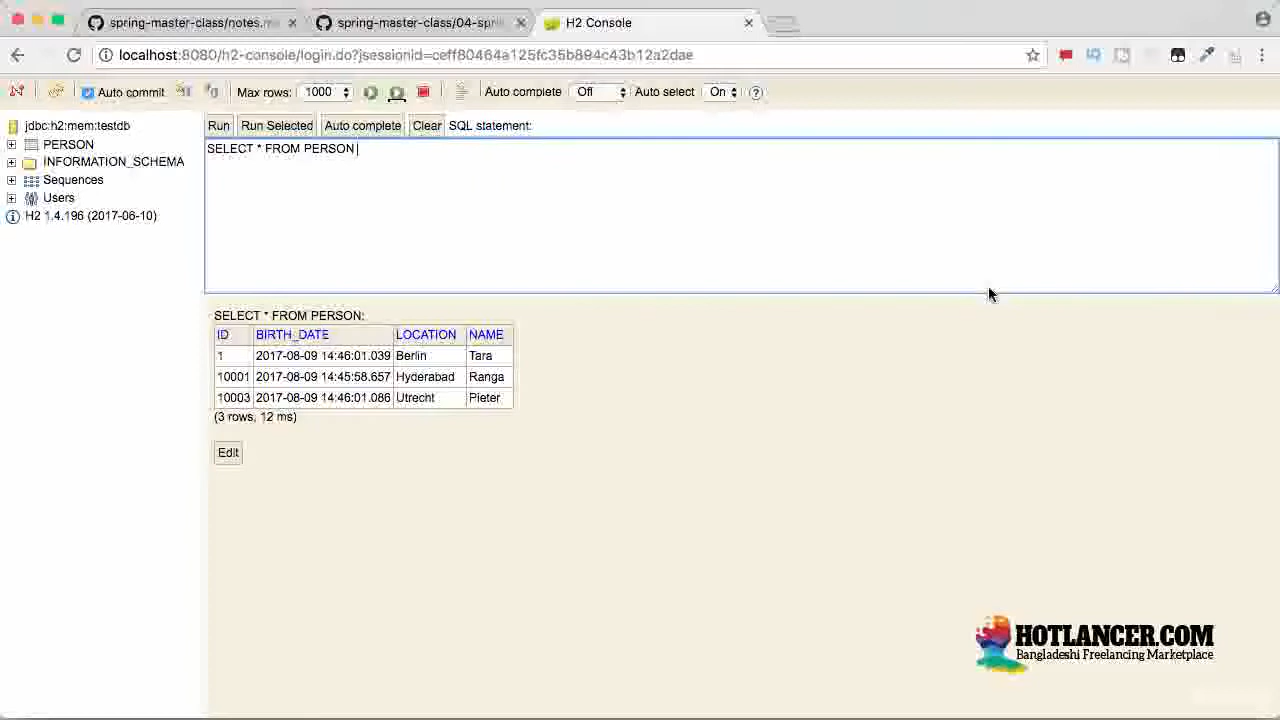 spring-master-class/notes.m
spring-master-class/04-spri
H2 Console
localhost:8080/h2-console/login.do?jsessionid=ceff80464a125fc35b894c43b12a2dae
Auto commit
Max rows: 1000
Auto complete Off
Auto select On
jdbc:h2:mem:testdb
PERSON
INFORMATION_SCHEMA
Sequences
Users
H2 1.4.196 (2017-06-10)
Run Run Selected Auto complete Clear SQL statement:
SELECT * FROM PERSON
SELECT * FROM PERSON:
ID BIRTH_DATE LOCATION NAME
1 2017-08-09 14:46:01.039 Berlin Tara
10001 2017-08-09 14:45:58.657 Hyderabad Ranga
10003 2017-08-09 14:46:01.086 Utrecht Pieter
(3 rows, 12 ms)
Edit
HOTLANCER.COM
Bangladeshi Freelancing Marketplace